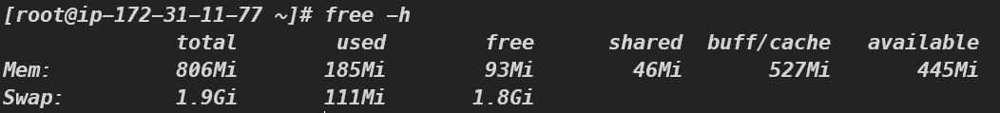 [root@ip-172-31-11-77 ~]# free -h
total used free shared buff/cache available
Mem: 806Mi 185Mi 93Mi 46Mi 527Mi 445Mi
Swap: 1.9Gi 111Mi 1.8Gi